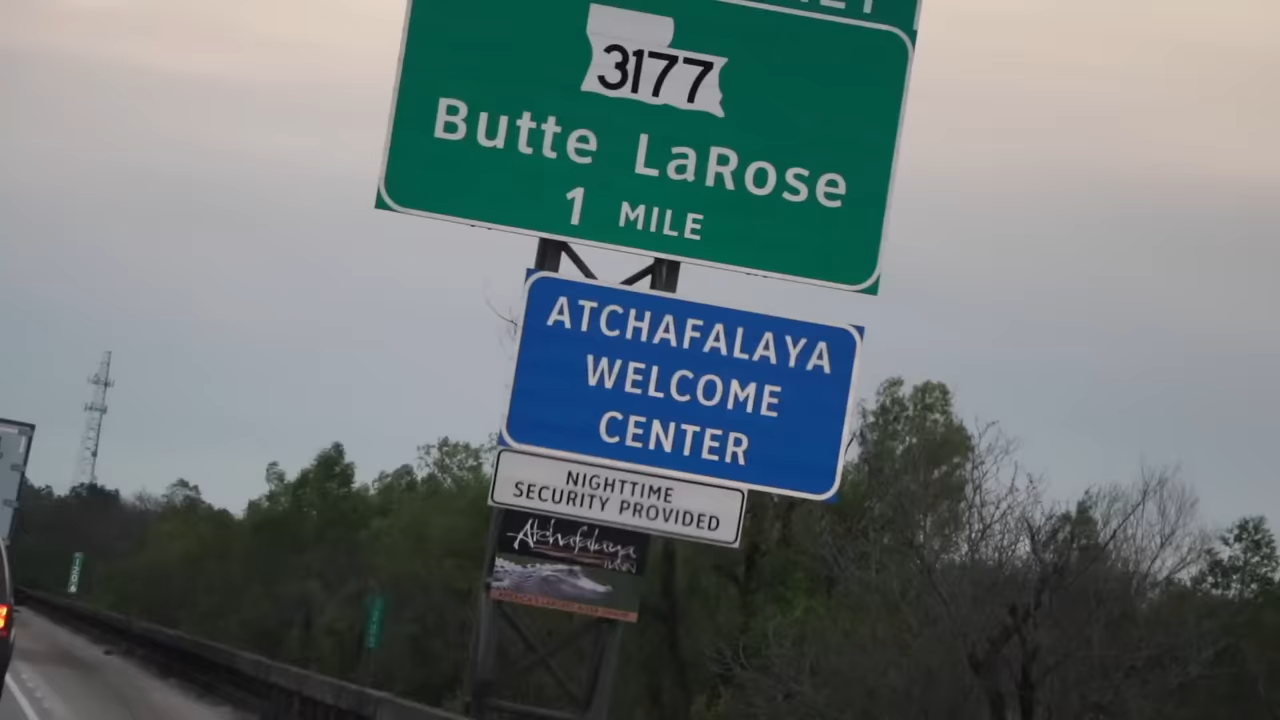 3177
Butte LaRose
1 MILE
ATCHAFALAYA
WELCOME
CENTER
NIGHTTIME
SECURITY PROVIDED
Atchafalaya